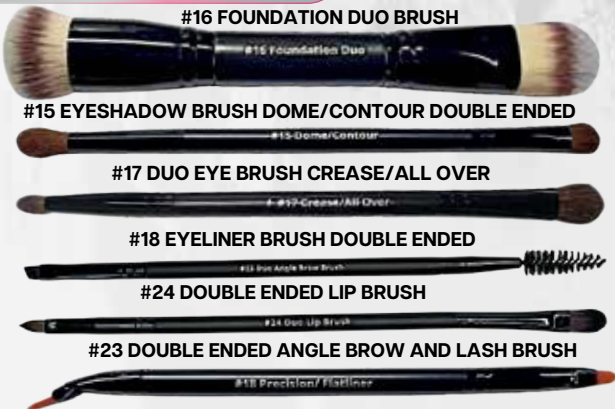 #16 FOUNDATION DUO BRUSH
#16 Foundation Duo
#15 EYESHADOW BRUSH DOME/CONTOUR DOUBLE ENDED
#15 Dome/Contour
#17 DUO EYE BRUSH CREASE/ALL OVER
#17 Crease/All Over
#18 EYELINER BRUSH DOUBLE ENDED
Duo Angle Brow Brush
#24 DOUBLE ENDED LIP BRUSH
#24 Duo Lip Brush
#23 DOUBLE ENDED ANGLE BROW AND LASH BRUSH
#18 Precision/Flatliner